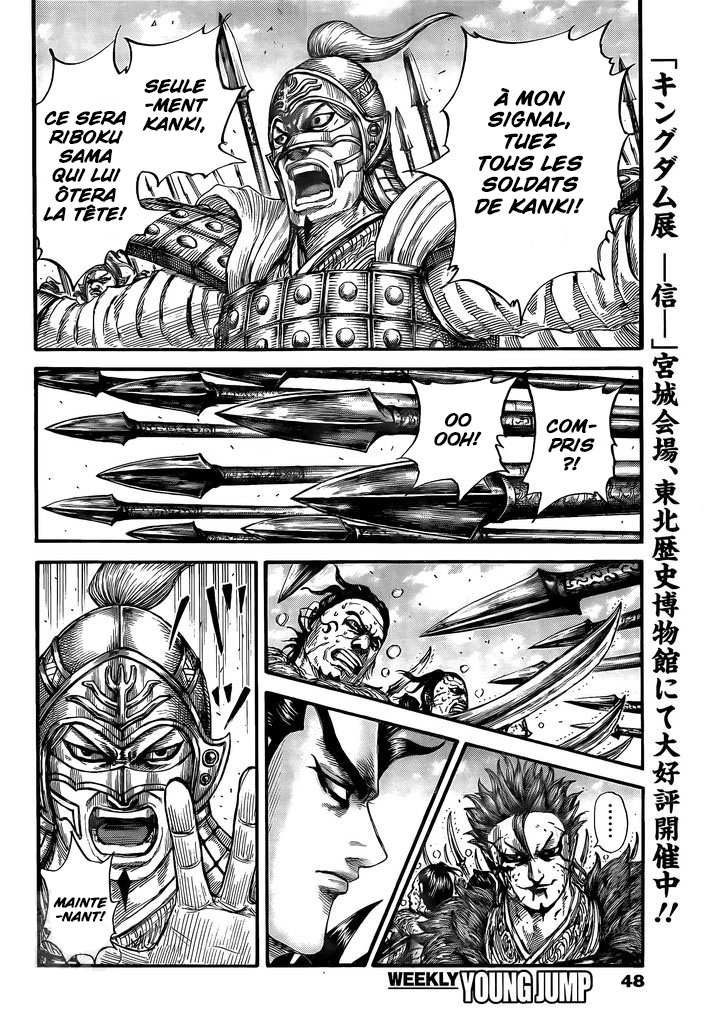 À MON
SIGNAL,
TUEZ
TOUS LES
SOLDATS
DE KANKI!
SEULE
-MENT
KANKI,
CE SERA
RIBOKU
SAMA
QUI LUI
ÔTERA
LA TÊTE!
COM-
PRIS
?!
OO
OOH!
......
MAINTE
-NANT!
「キングダム展 ―信―」宮城会場、東北歴史博物館にて大好評開催中!!
WEEKLY YOUNG JUMP 48